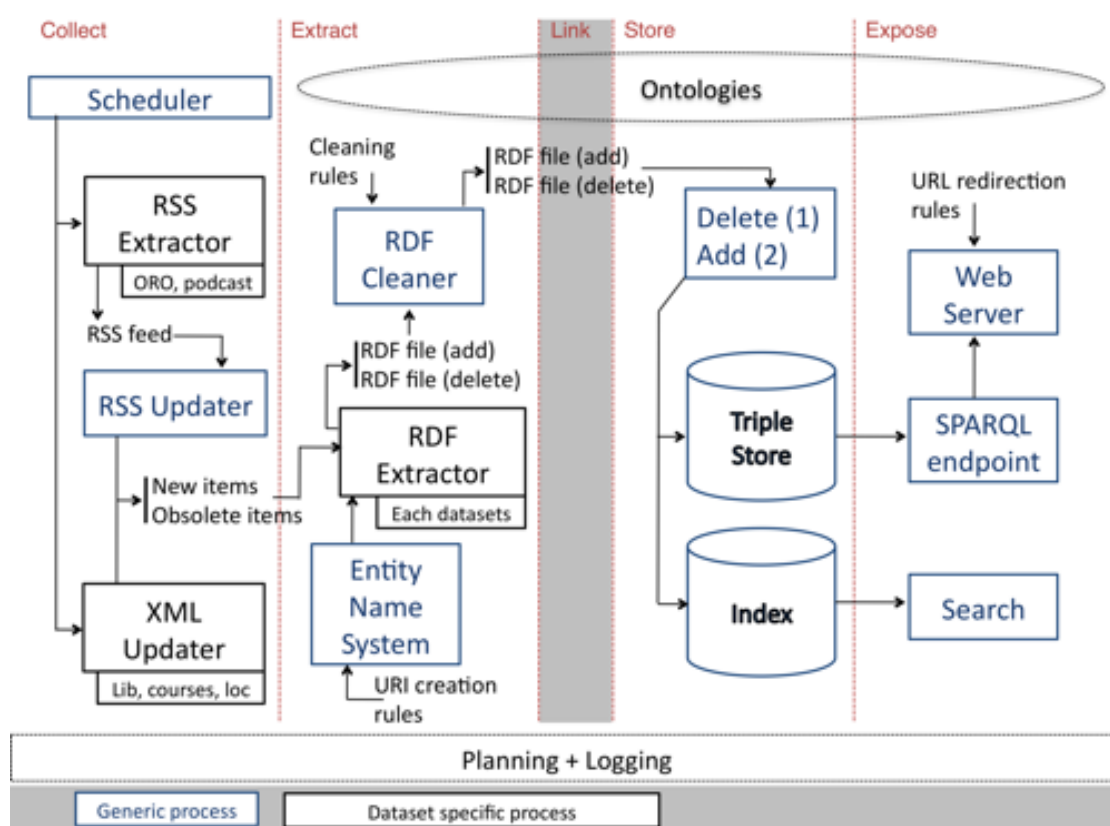 Collect
Extract
Link
Store
Expose
Ontologies
Scheduler
RSS
Extractor
ORO, podcast
RSS feed
RSS Updater
New items
Obsolete items
XML
Updater
Lib, courses, loc
Cleaning
rules
RDF
Cleaner
RDF file (add)
RDF file (delete)
RDF file (add)
RDF file (delete)
RDF
Extractor
Each datasets
Entity
Name
System
URI creation
rules
Delete (1)
Add (2)
Triple
Store
Index
URL redirection
rules
Web
Server
SPARQL
endpoint
Search
Planning + Logging
Generic process
Dataset specific process